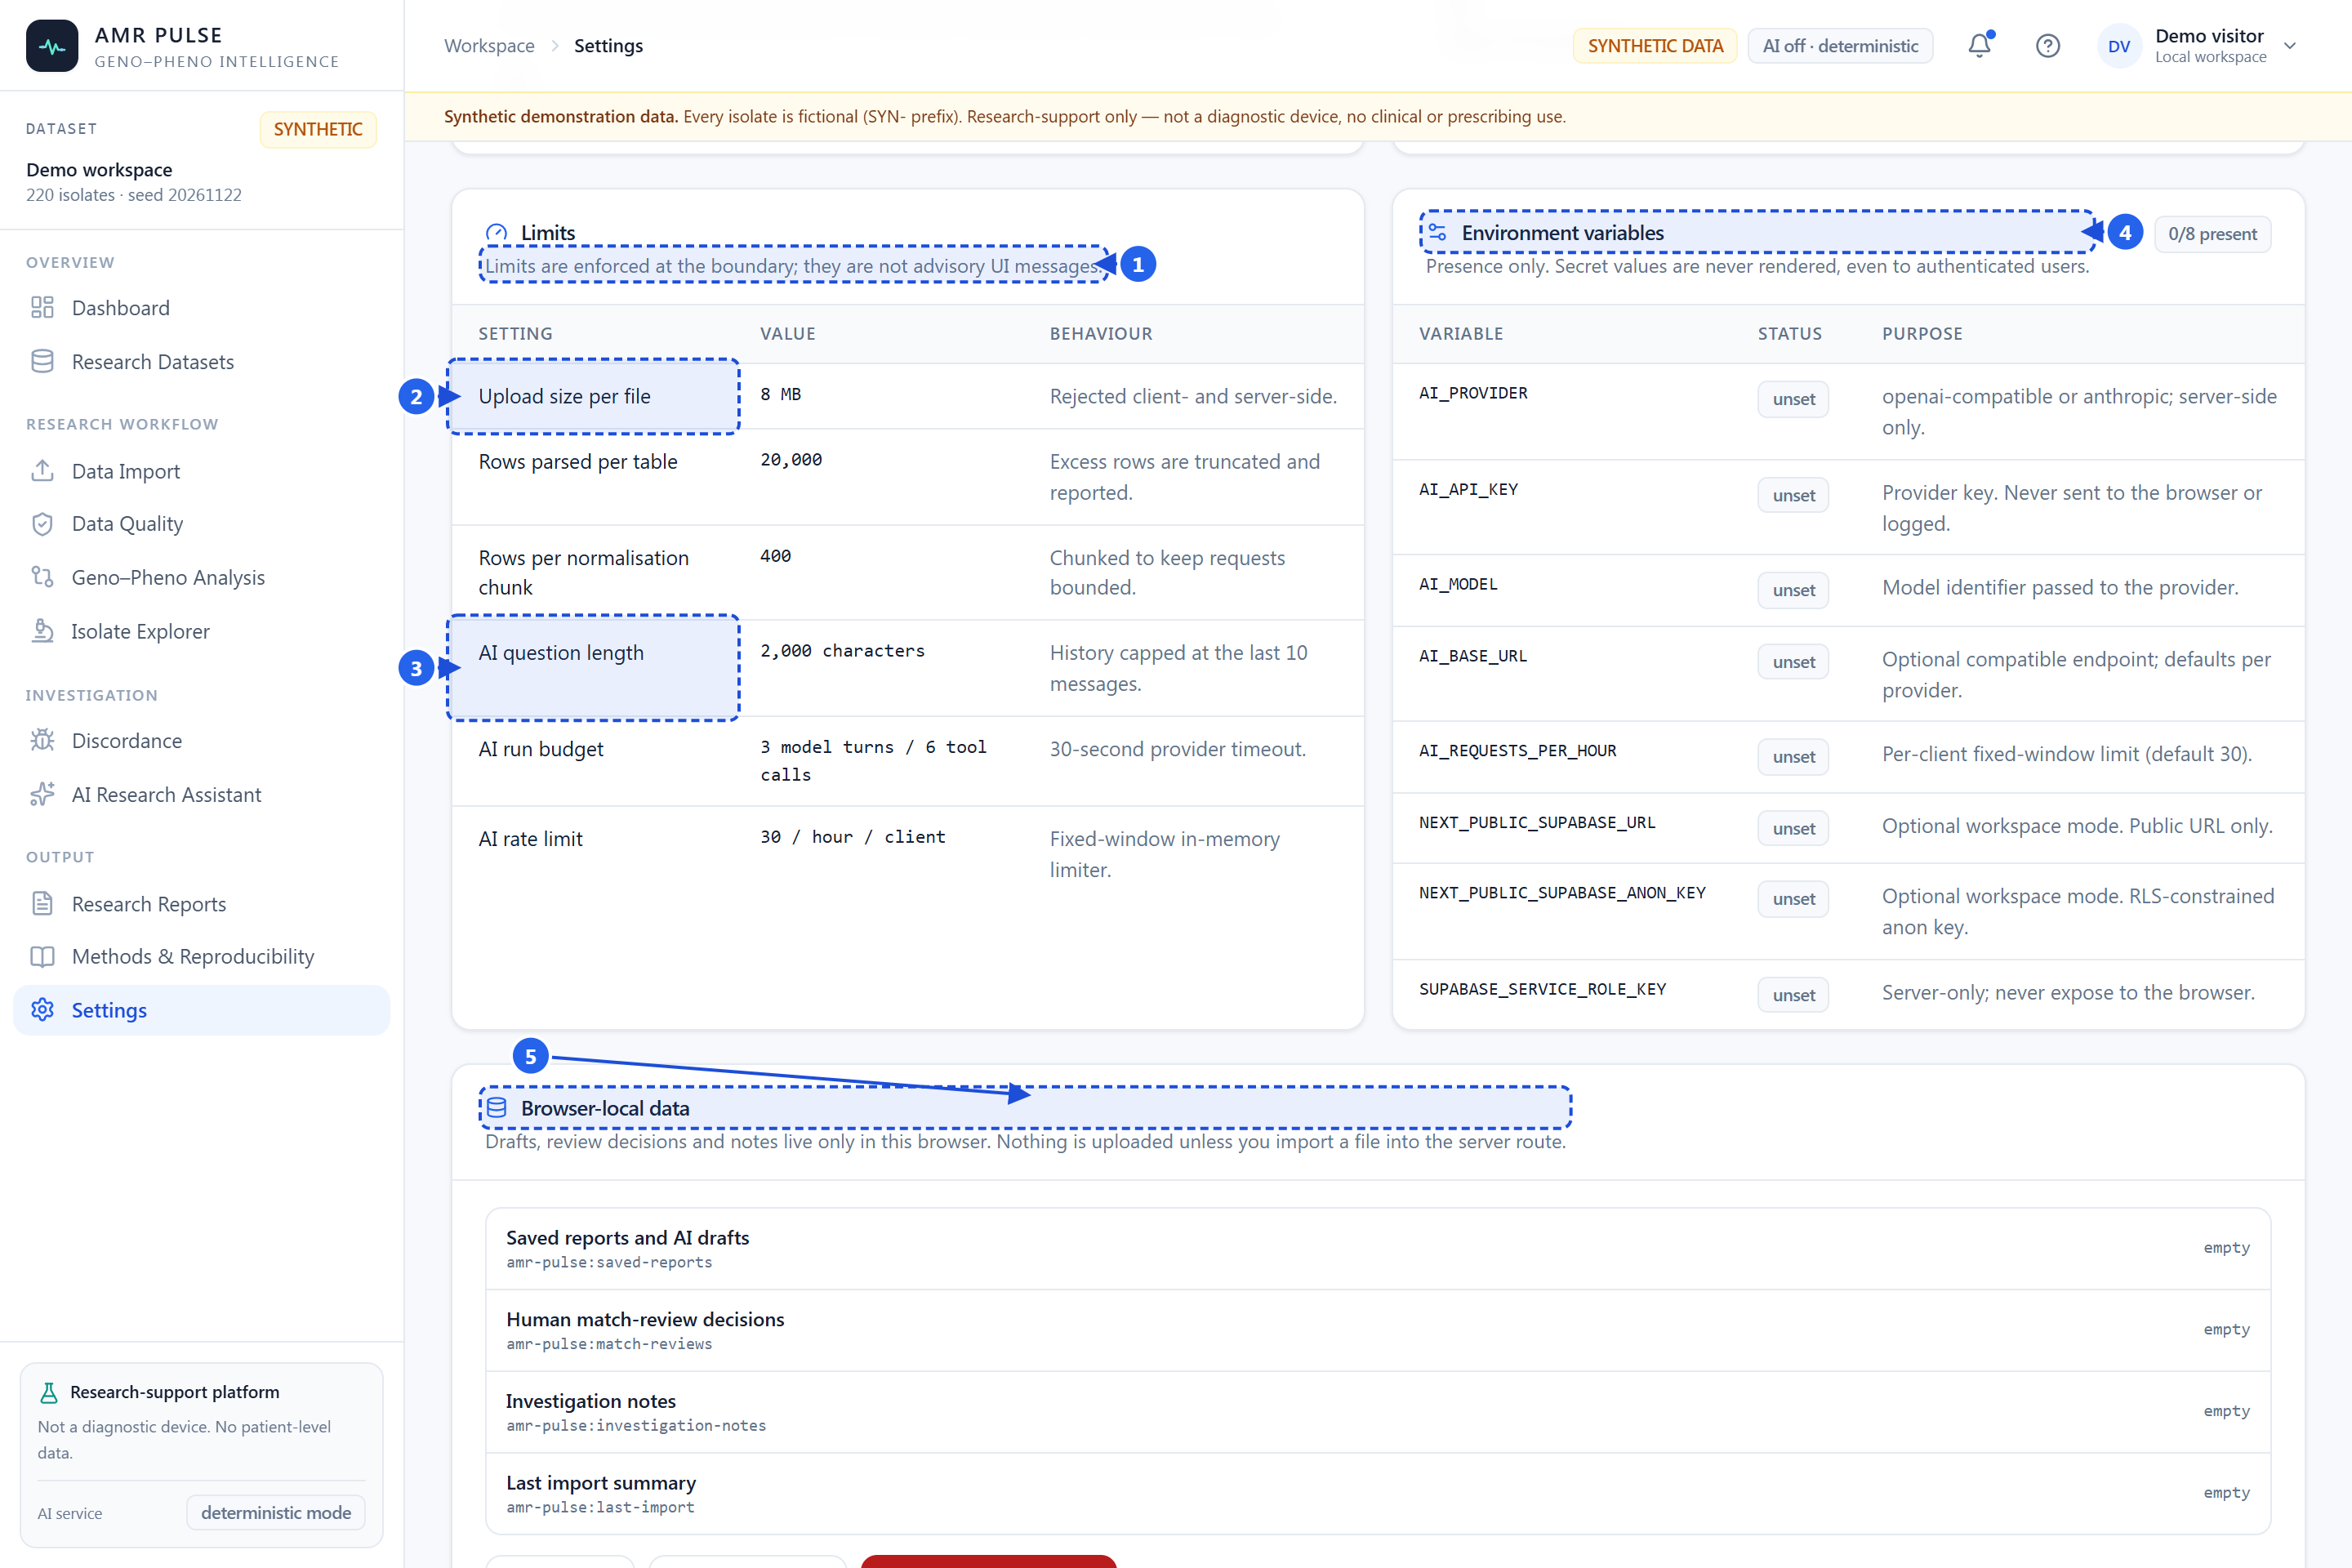 AMR PULSE
GENO–PHENO INTELLIGENCE
DATASET
SYNTHETIC
Demo workspace
220 isolates · seed 20261122
OVERVIEW
Dashboard
Research Datasets
RESEARCH WORKFLOW
Data Import
Data Quality
Geno–Pheno Analysis
Isolate Explorer
INVESTIGATION
Discordance
AI Research Assistant
OUTPUT
Research Reports
Methods & Reproducibility
Settings
Research-support platform
Not a diagnostic device. No patient-level
data.
AI service
deterministic mode
Workspace
Settings
SYNTHETIC DATA
AI off · deterministic
DV
Demo visitor
Local workspace
Synthetic demonstration data. Every isolate is fictional (SYN- prefix). Research-support only — not a diagnostic device, no clinical or prescribing use.
Limits
Limits are enforced at the boundary; they are not advisory UI messages.
1
SETTING VALUE BEHAVIOUR
2
Upload size per file 8 MB Rejected client- and server-side.
Rows parsed per table 20,000 Excess rows are truncated and
reported.
Rows per normalisation 400 Chunked to keep requests
chunk bounded.
3
AI question length 2,000 characters History capped at the last 10
messages.
AI run budget 3 model turns / 6 tool 30-second provider timeout.
calls
AI rate limit 30 / hour / client Fixed-window in-memory
limiter.
Environment variables
4
0/8 present
Presence only. Secret values are never rendered, even to authenticated users.
VARIABLE STATUS PURPOSE
AI_PROVIDER unset openai-compatible or anthropic; server-side
only.
AI_API_KEY unset Provider key. Never sent to the browser or
logged.
AI_MODEL unset Model identifier passed to the provider.
AI_BASE_URL unset Optional compatible endpoint; defaults per
provider.
AI_REQUESTS_PER_HOUR unset Per-client fixed-window limit (default 30).
NEXT_PUBLIC_SUPABASE_URL unset Optional workspace mode. Public URL only.
NEXT_PUBLIC_SUPABASE_ANON_KEY unset Optional workspace mode. RLS-constrained
anon key.
SUPABASE_SERVICE_ROLE_KEY unset Server-only; never expose to the browser.
5
Browser-local data
Drafts, review decisions and notes live only in this browser. Nothing is uploaded unless you import a file into the server route.
Saved reports and AI drafts
amr-pulse:saved-reports
empty
Human match-review decisions
amr-pulse:match-reviews
empty
Investigation notes
amr-pulse:investigation-notes
empty
Last import summary
amr-pulse:last-import
empty